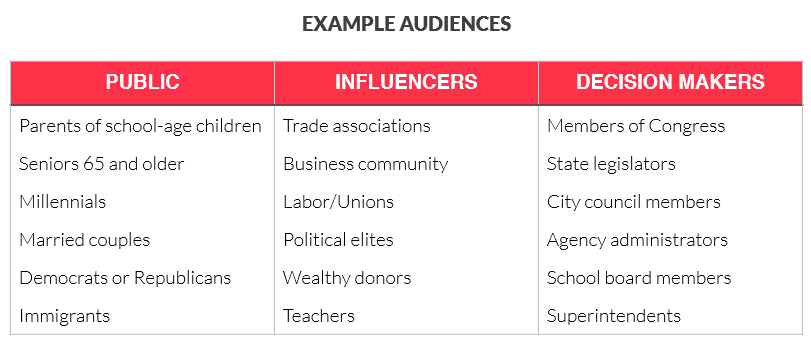 EXAMPLE AUDIENCES
PUBLIC INFLUENCERS DECISION MAKERS
Parents of school-age children Trade associations Members of Congress
Seniors 65 and older Business community State legislators
Millennials Labor/Unions City council members
Married couples Political elites Agency administrators
Democrats or Republicans Wealthy donors School board members
Immigrants Teachers Superintendents